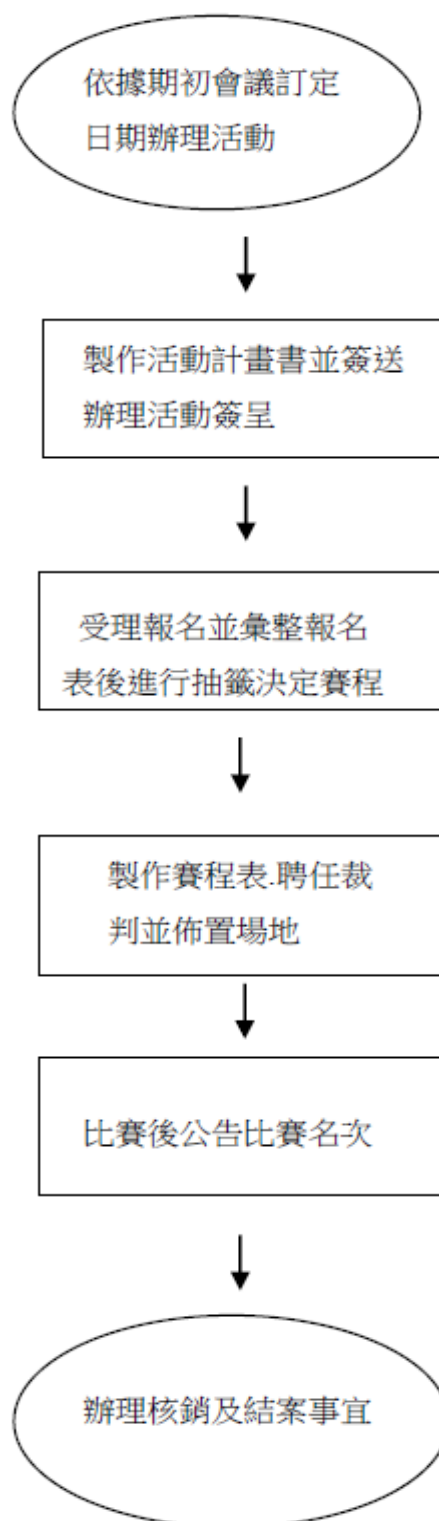 依據期初會議訂定
日期辦理活動
製作活動計畫書並簽送
辦理活動簽呈
受理報名並彙整報名
表後進行抽籤決定賽程
製作賽程表.聘任裁
判並佈置場地
比賽後公告比賽名次
辦理核銷及結案事宜